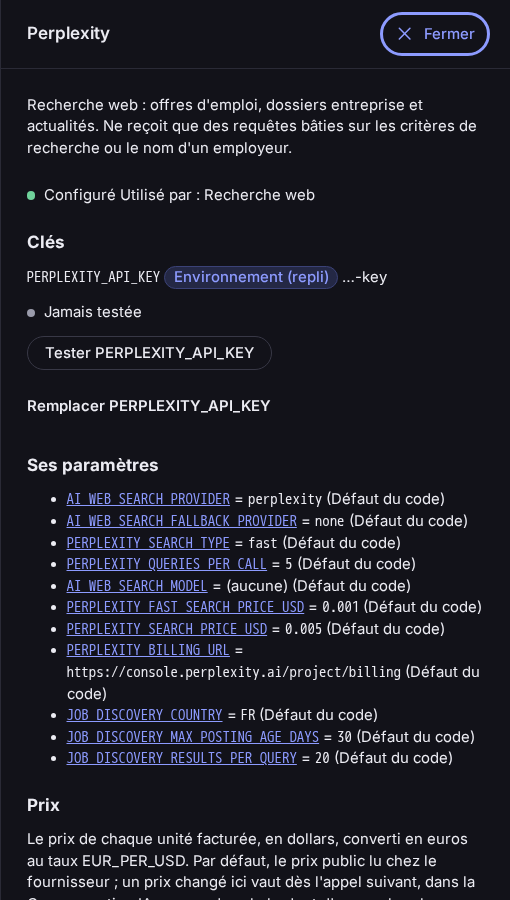 Perplexity
Fermer
Recherche web : offres d'emploi, dossiers entreprise et
actualités. Ne reçoit que des requêtes bâties sur les critères de
recherche ou le nom d'un employeur.
Configuré Utilisé par : Recherche web
Clés
PERPLEXITY_API_KEY Environnement (repli) …-key
Jamais testée
Tester PERPLEXITY_API_KEY
Remplacer PERPLEXITY_API_KEY
Ses paramètres
AI_WEB_SEARCH_PROVIDER = perplexity (Défaut du code)
AI_WEB_SEARCH_FALLBACK_PROVIDER = none (Défaut du code)
PERPLEXITY_SEARCH_TYPE = fast (Défaut du code)
PERPLEXITY_QUERIES_PER_CALL = 5 (Défaut du code)
AI_WEB_SEARCH_MODEL = (aucune) (Défaut du code)
PERPLEXITY_FAST_SEARCH_PRICE_USD = 0.001 (Défaut du code)
PERPLEXITY_SEARCH_PRICE_USD = 0.005 (Défaut du code)
PERPLEXITY_BILLING_URL =
https://console.perplexity.ai/project/billing (Défaut du
code)
JOB_DISCOVERY_COUNTRY = FR (Défaut du code)
JOB_DISCOVERY_MAX_POSTING_AGE_DAYS = 30 (Défaut du code)
JOB_DISCOVERY_RESULTS_PER_QUERY = 20 (Défaut du code)
Prix
Le prix de chaque unité facturée, en dollars, converti en euros
au taux EUR_PER_USD. Par défaut, le prix public lu chez le
fournisseur ; un prix changé ici vaut dès l'appel suivant, dans la